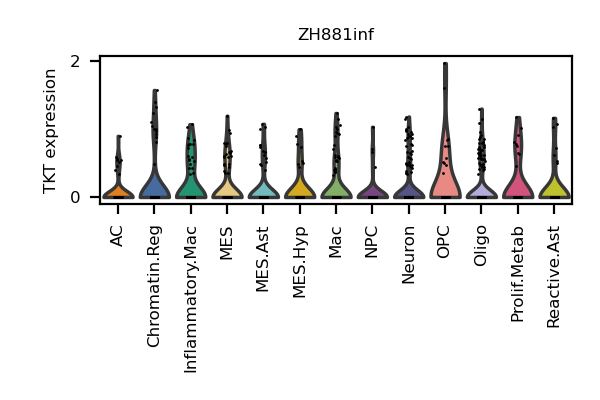 ZH881inf
TKT expression
2
0
AC
Chromatin.Reg
Inflammatory.Mac
MES
MES.Ast
MES.Hyp
Mac
NPC
Neuron
OPC
Oligo
Prolif.Metab
Reactive.Ast